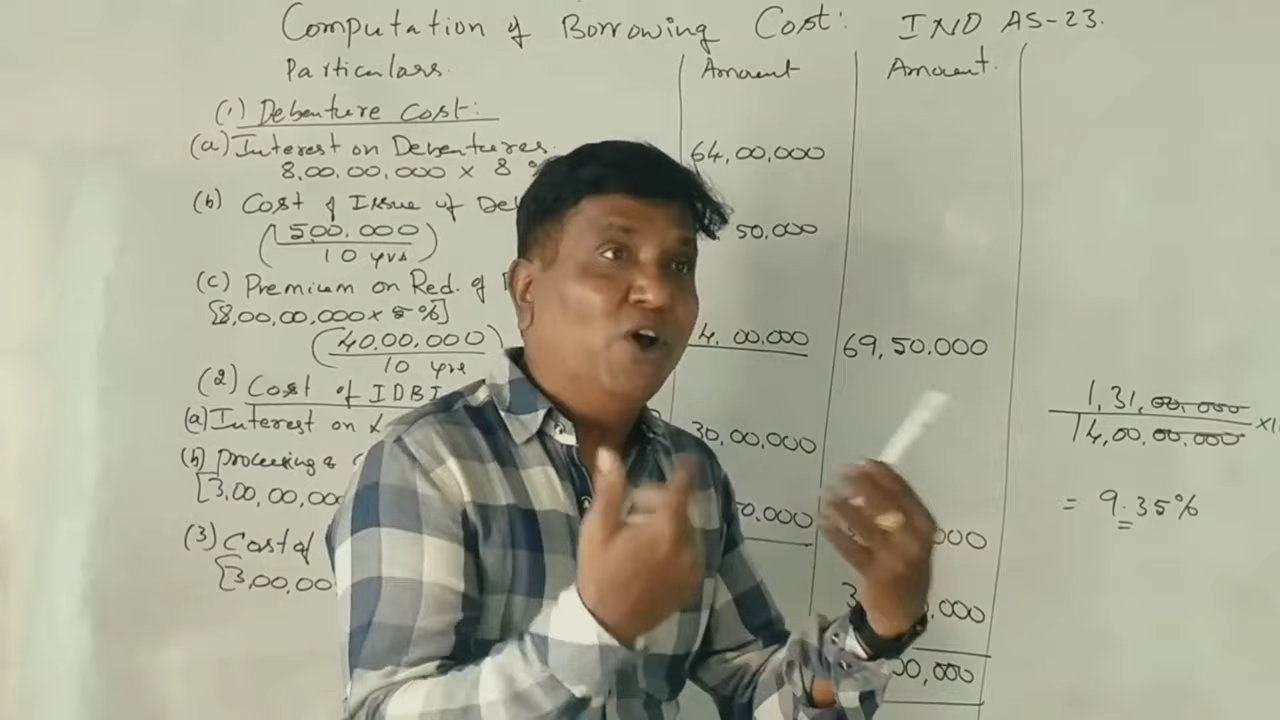 Computation of Borrowing Cost: IND AS-23.
Particulars. Amount Amount.
(1) Debenture Cost:
(a) Interest on Debentures. 64,00,000
8,00,00,000 × 8
(b) Cost of Issue of 50,000
(5,00,000 / 10 yrs)
(c) Premium on Red. of
[8,00,00,000 × 5 %]
(40,00,000 / 10 yrs) 4,00,000 69,50,000
(2) Cost of IDBI
(a) Interest on 30,00,000
(b) Processing
[3,00,00,000 0,000 000
(3) Cost of
[3,00,00 ,000
00,000
1,31,00,000
14,00,00,000
= 9.35%